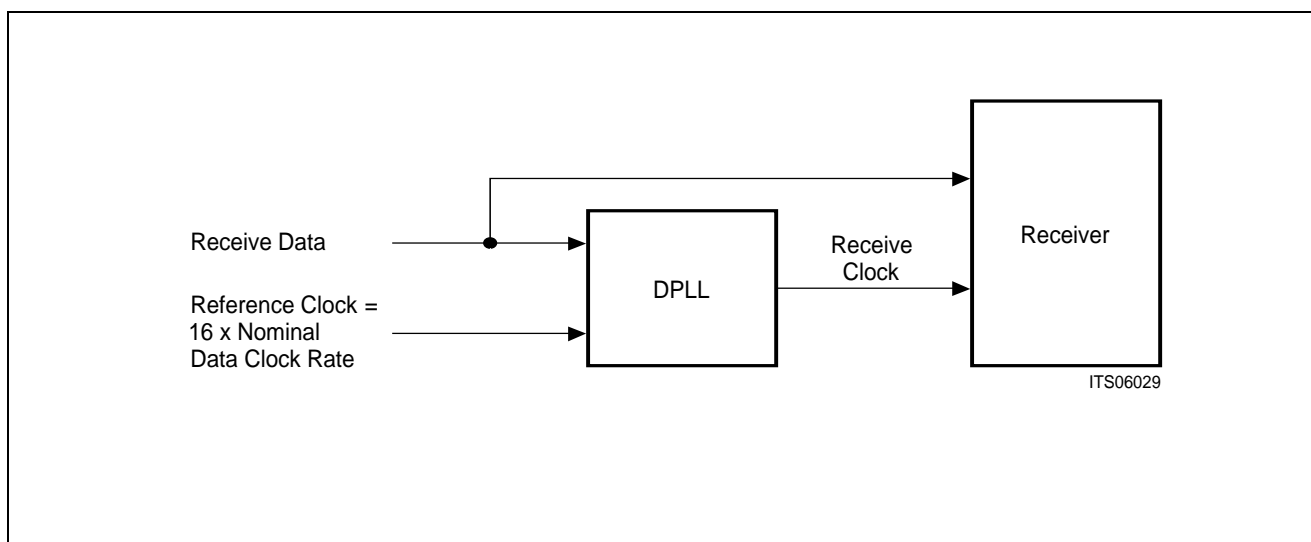 Receive Data
Reference Clock =
16 x Nominal
Data Clock Rate
DPLL
Receive
Clock
Receiver
ITS06029